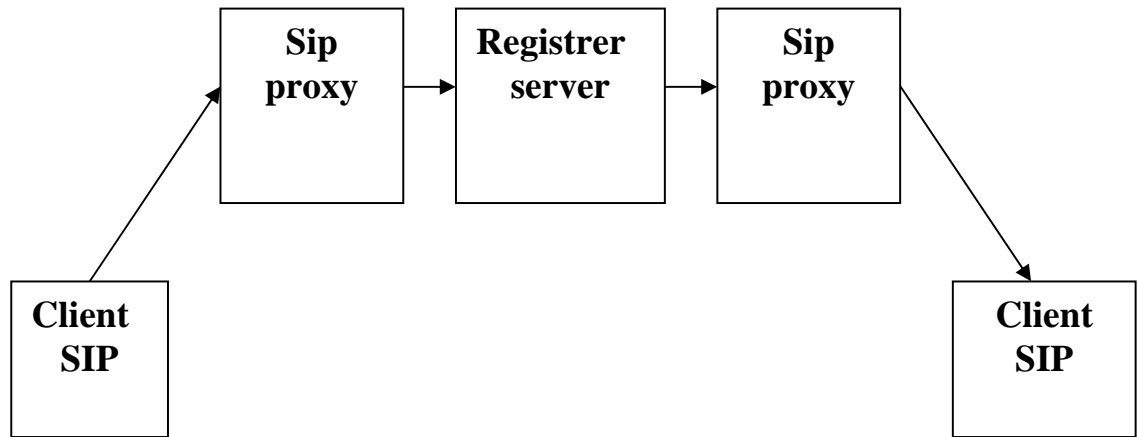 Sip
proxy
Registrer
server
Sip
proxy
Client
SIP
Client
SIP